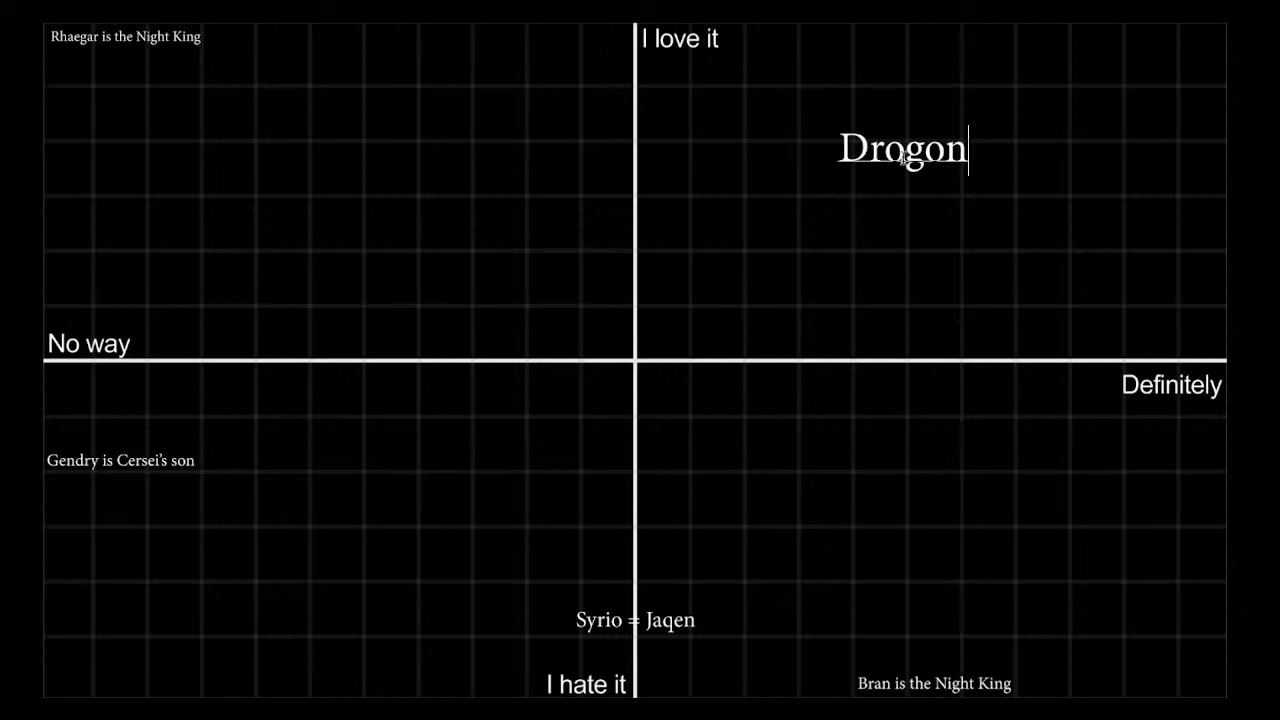 Rhaegar is the Night King
I love it
Drogon
No way
Definitely
Gendry is Cersei's son
Syrio = Jaqen
I hate it
Bran is the Night King